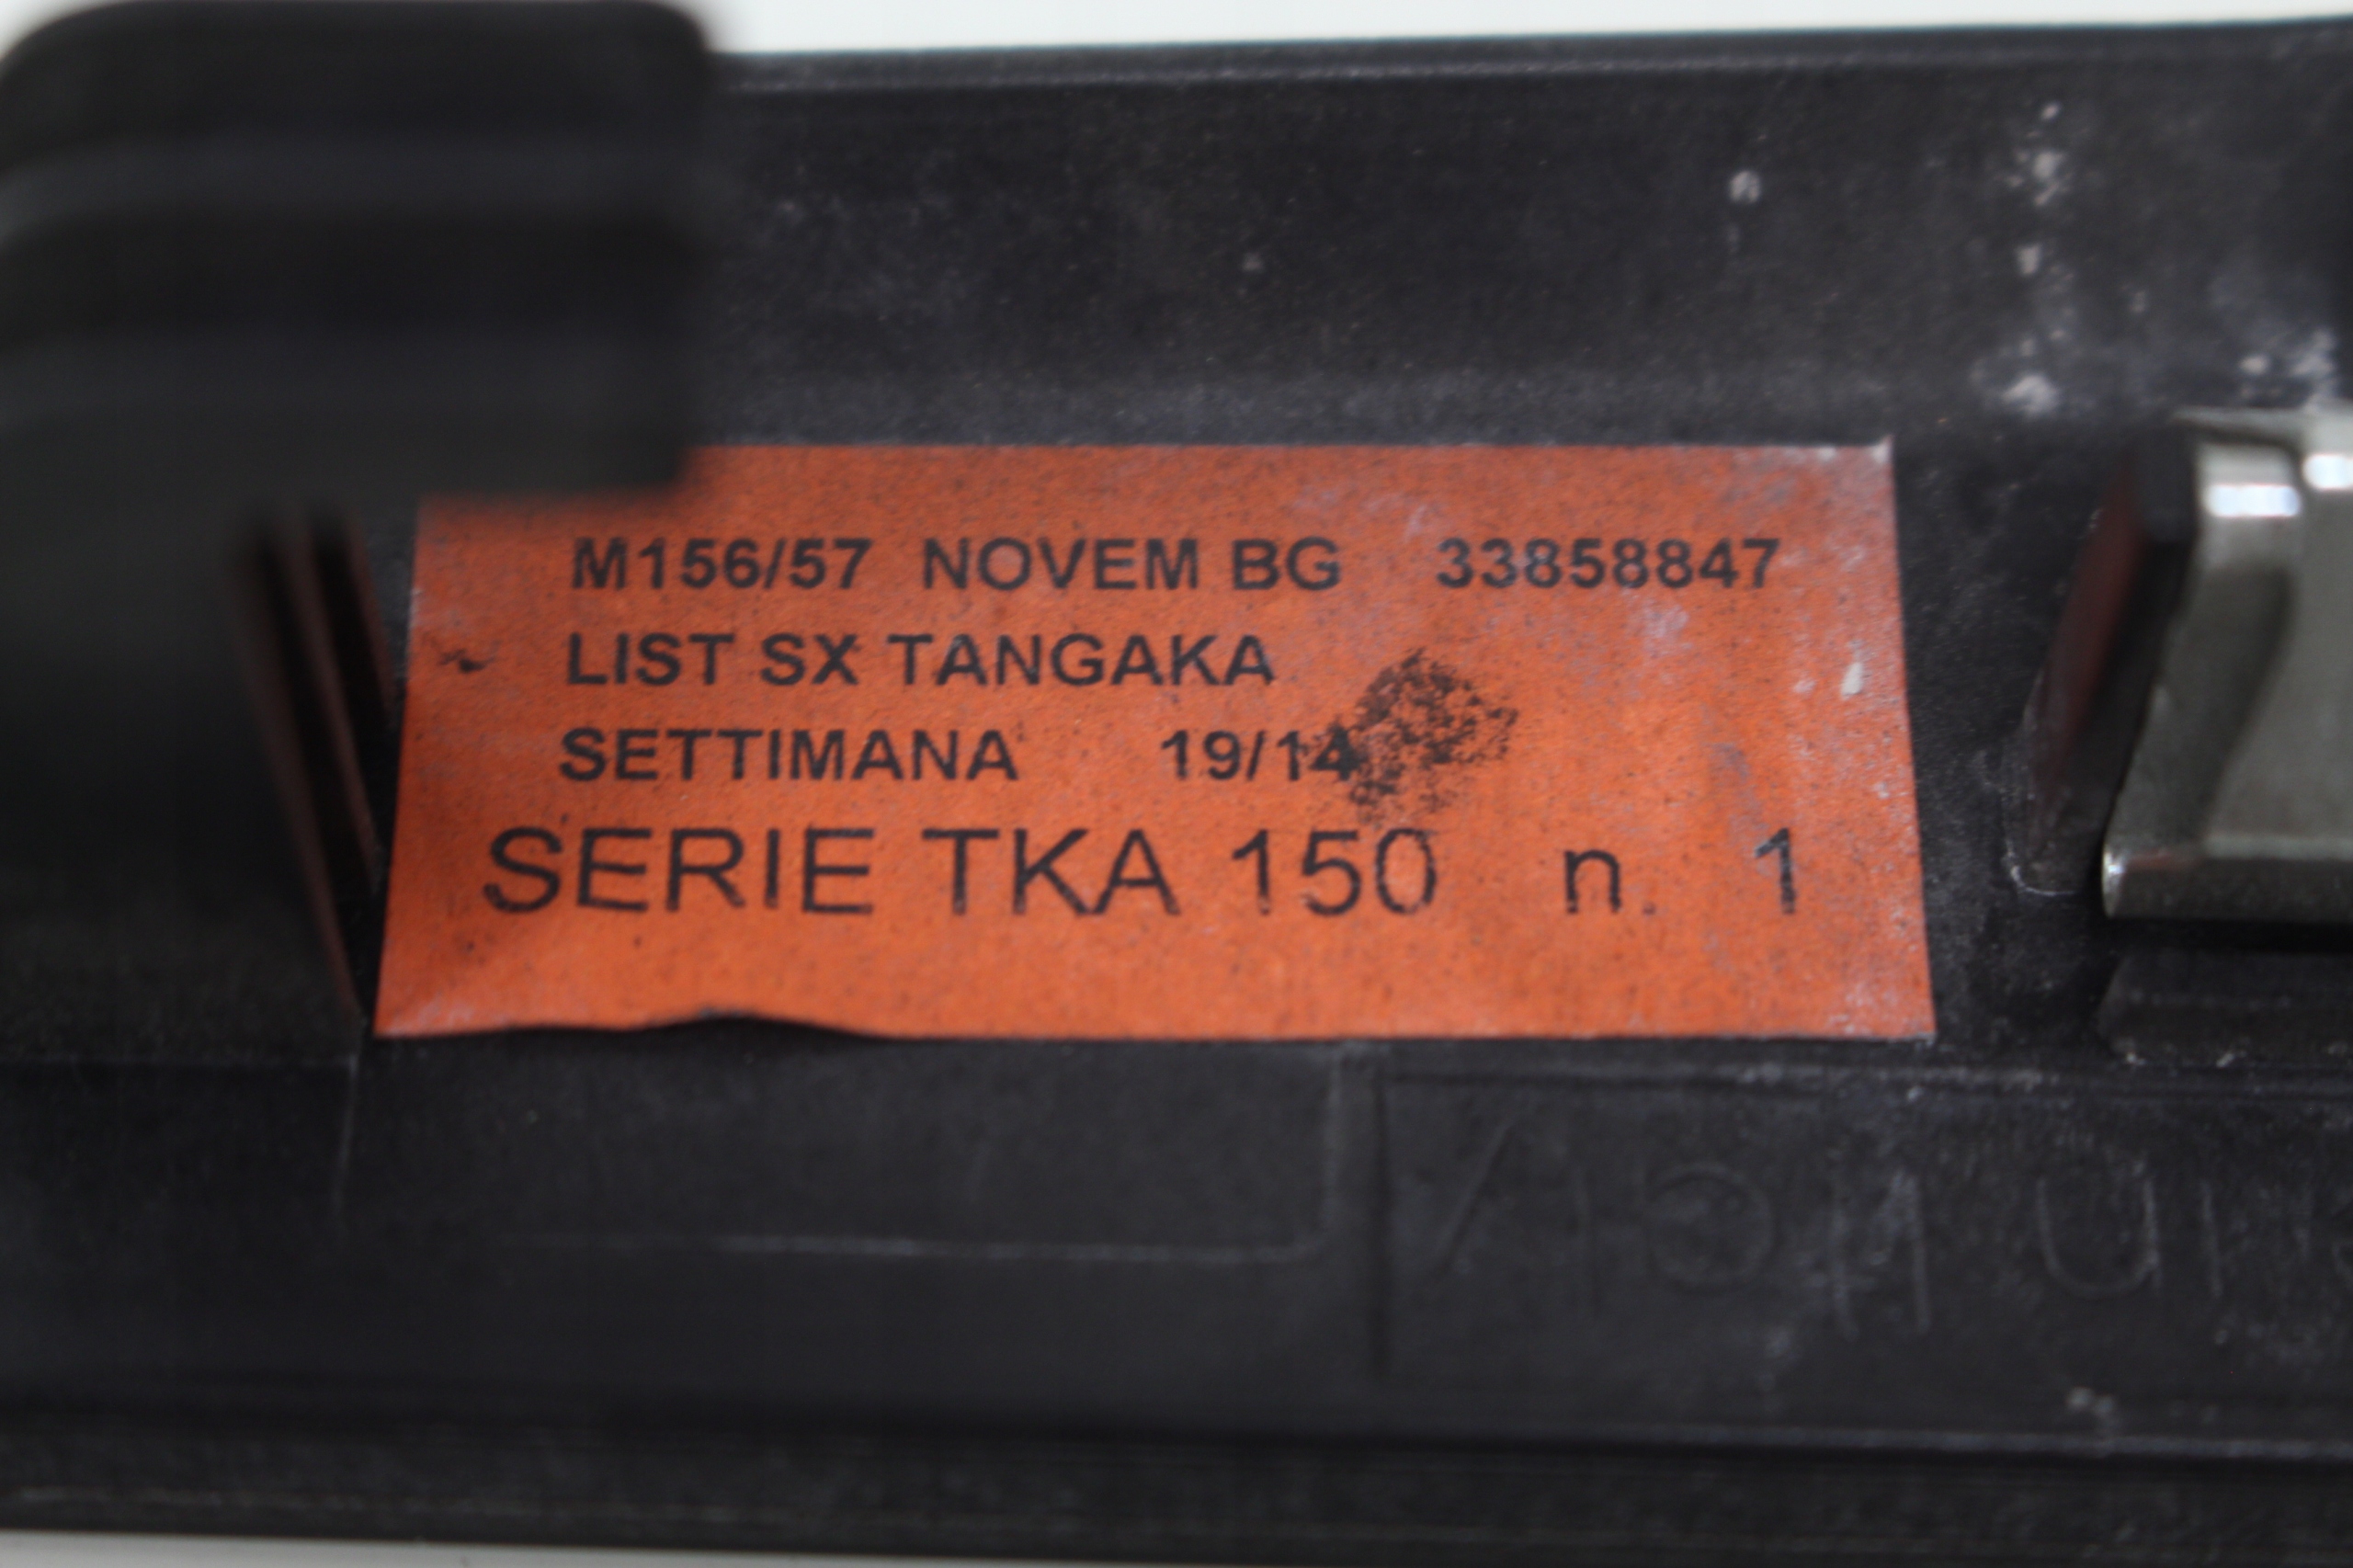 M156/57 NOVEM BG 33858847
LIST SX TANGAKA
SETTIMANA 19/14
SERIE TKA 150 n. 1